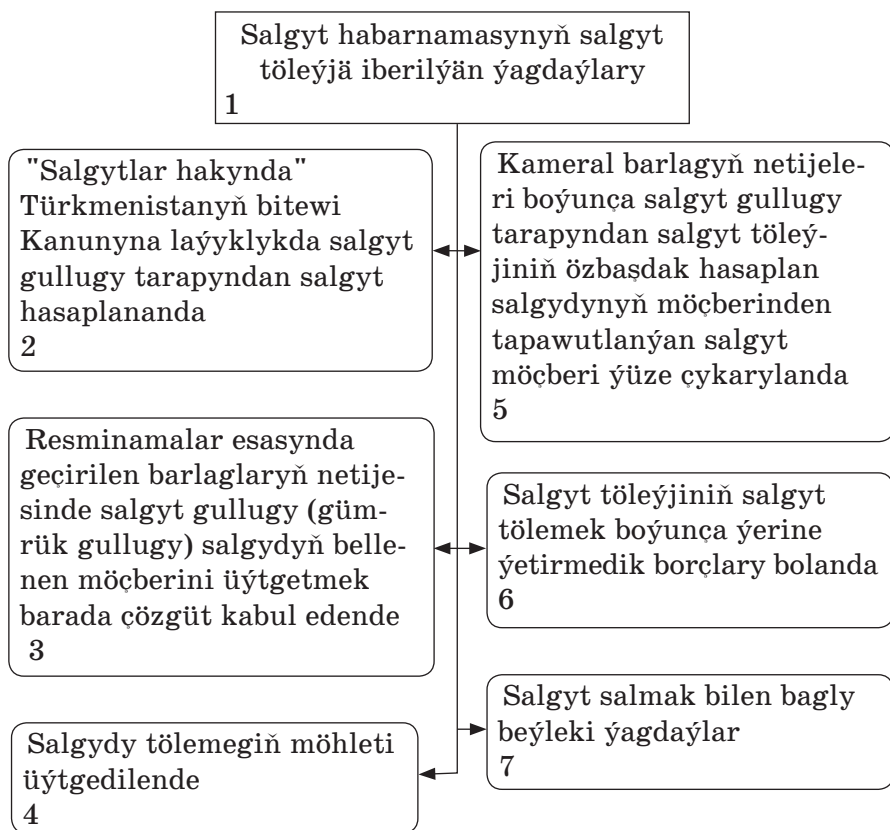 Salgyt habarnamasynyň salgyt
töleýjä iberilýän ýagdaýlary
1
"Salgytlar hakynda"
Türkmenistanyň bitewi
Kanunyna laýyklykda salgyt
gullugy tarapyndan salgyt
hasaplananda
2
Resminamalar esasynda
geçirilen barlaglaryň netije-
sinde salgyt gullugy (güm-
rük gullugy) salgydyň belle-
nen möçberini üýtgetmek
barada çözgüt kabul edende
3
Salgydy tölemegiň möhleti
üýtgedilende
4
Kameral barlagyň netijele-
ri boýunça salgyt gullugy
tarapyndan salgyt töleý-
jiniň özbaşdak hasaplan
salgydynyň möçberinden
tapawutlanýan salgyt
möçberi ýüze çykarylanda
5
Salgyt töleýjiniň salgyt
tölemek boýunça ýerine
ýetirmedik borçlary bolanda
6
Salgyt salmak bilen bagly
beýleki ýagdaýlar
7